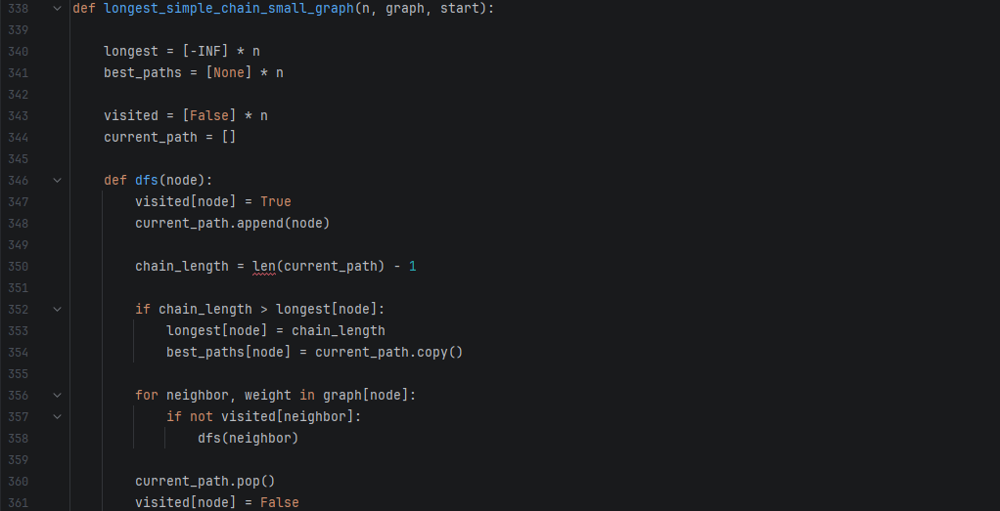 338 def longest_simple_chain_small_graph(n, graph, start):
339
340     longest = [-INF] * n
341     best_paths = [None] * n
342
343     visited = [False] * n
344     current_path = []
345
346     def dfs(node):
347         visited[node] = True
348         current_path.append(node)
349
350         chain_length = len(current_path) - 1
351
352         if chain_length > longest[node]:
353             longest[node] = chain_length
354             best_paths[node] = current_path.copy()
355
356         for neighbor, weight in graph[node]:
357             if not visited[neighbor]:
358                 dfs(neighbor)
359
360         current_path.pop()
361         visited[node] = False